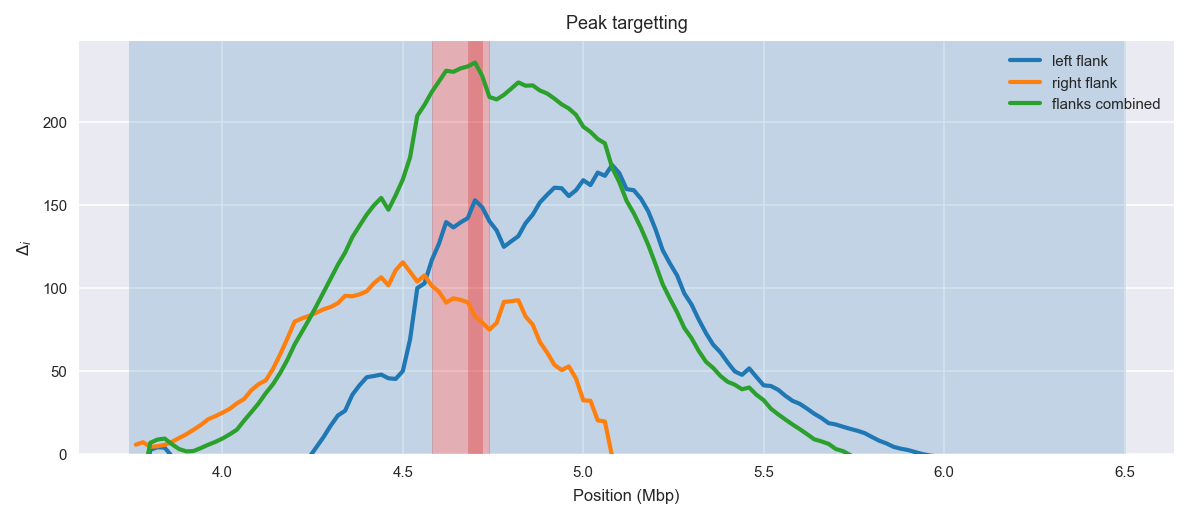 Peak targetting
left flank
right flank
flanks combined
200
150
100
50
0
Δi
4.0 4.5 5.0 5.5 6.0 6.5
Position (Mbp)